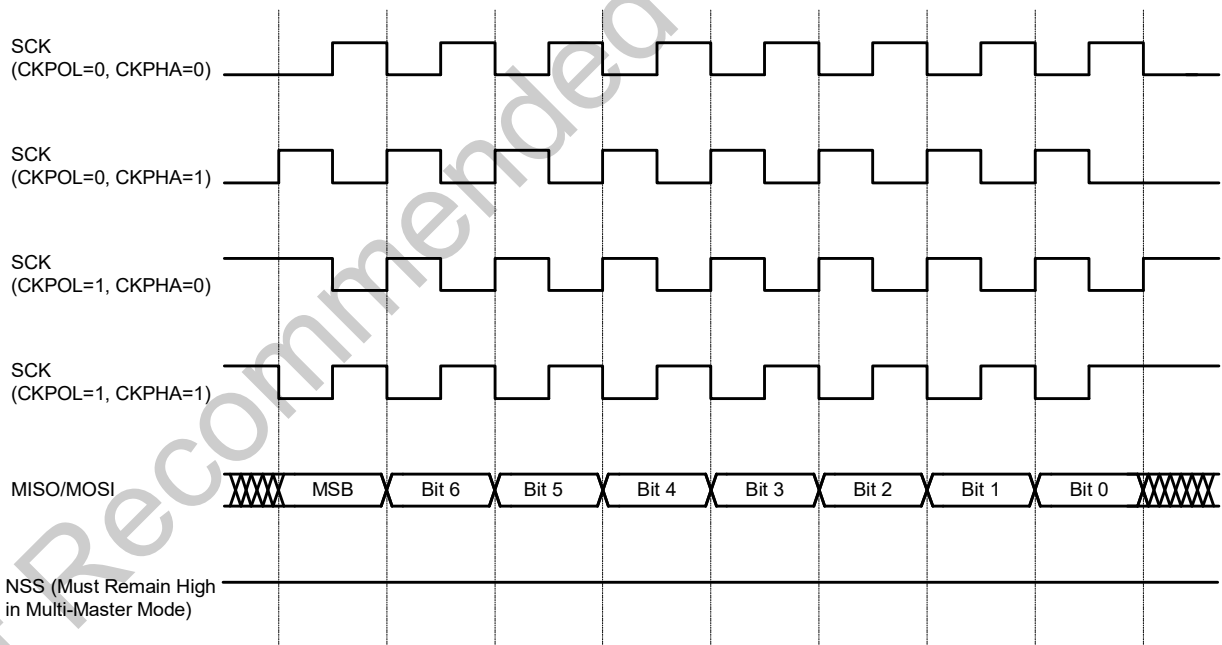 SCK
(CKPOL=0, CKPHA=0)
SCK
(CKPOL=0, CKPHA=1)
SCK
(CKPOL=1, CKPHA=0)
SCK
(CKPOL=1, CKPHA=1)
MISO/MOSI MSB Bit 6 Bit 5 Bit 4 Bit 3 Bit 2 Bit 1 Bit 0
NSS (Must Remain High
in Multi-Master Mode)
Recommended